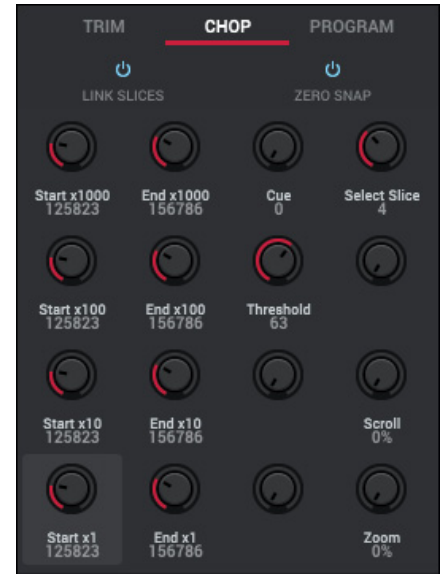 TRIM CHOP PROGRAM
LINK SLICES ZERO SNAP
Start x1000 End x1000 Cue Select Slice
125823 156786 0 4
Start x100 End x100 Threshold
125823 156786 63
Start x10 End x10 Scroll
125823 156786 0%
Start x1 End x1 Zoom
125823 156786 0%